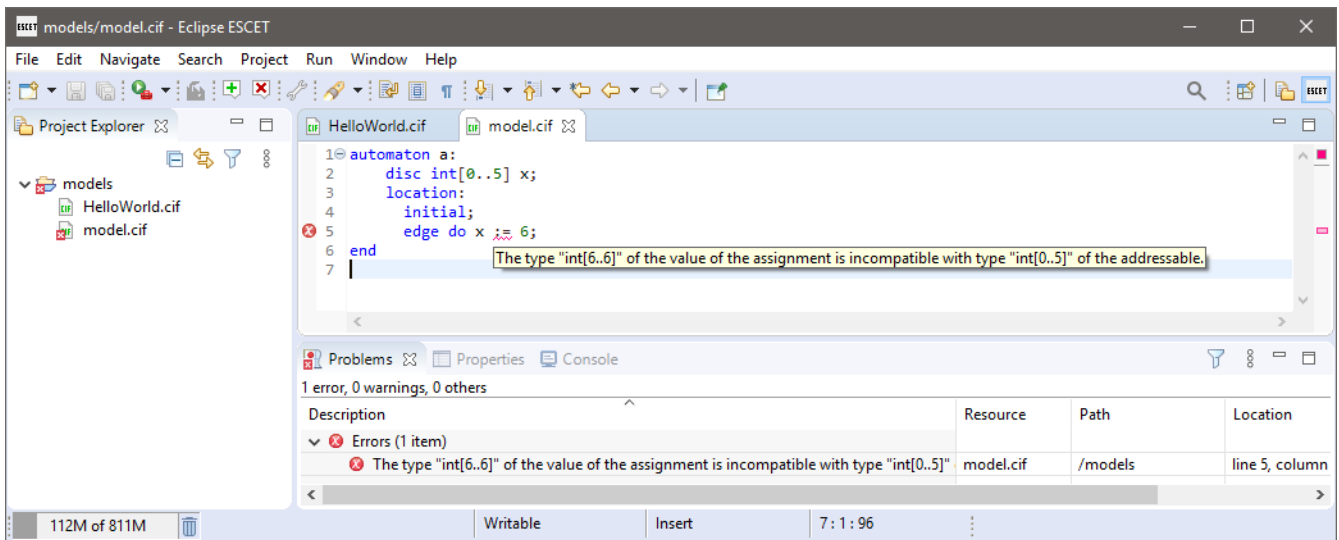 ESCET models/model.cif - Eclipse ESCET
File Edit Navigate Search Project Run Window Help
ESCET
Project Explorer
HelloWorld.cif model.cif
models
HelloWorld.cif
model.cif
1 automaton a:
2 disc int[0..5] x;
3 location:
4 initial;
5 edge do x := 6;
6 end
7
The type "int[6..6]" of the value of the assignment is incompatible with type "int[0..5]" of the addressable.
Problems Properties Console
1 error, 0 warnings, 0 others
Description Resource Path Location
Errors (1 item)
The type "int[6..6]" of the value of the assignment is incompatible with type "int[0..5]" model.cif /models line 5, column
112M of 811M Writable Insert 7 : 1 : 96